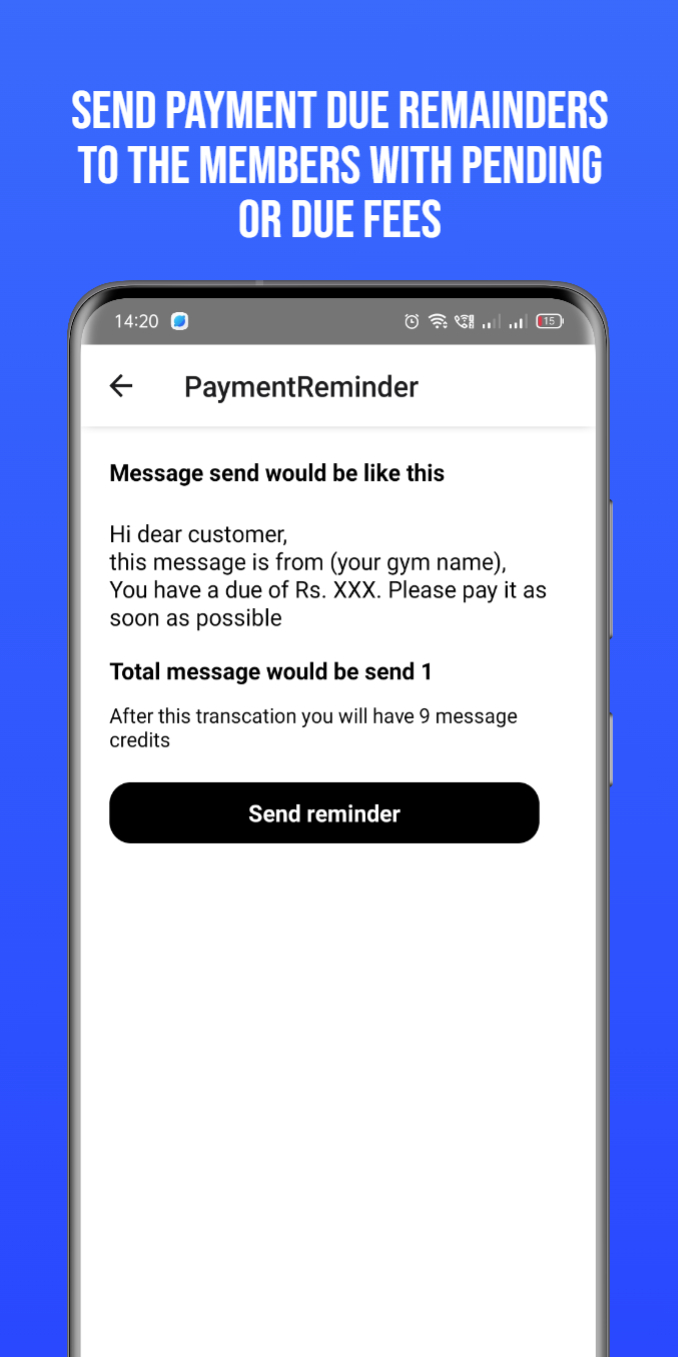 SEND PAYMENT DUE REMAINDERS
TO THE MEMBERS WITH PENDING
OR DUE FEES
14:20
15
PaymentReminder
Message send would be like this
Hi dear customer,
this message is from (your gym name),
You have a due of Rs. XXX. Please pay it as
soon as possible
Total message would be send 1
After this transcation you will have 9 message
credits
Send reminder